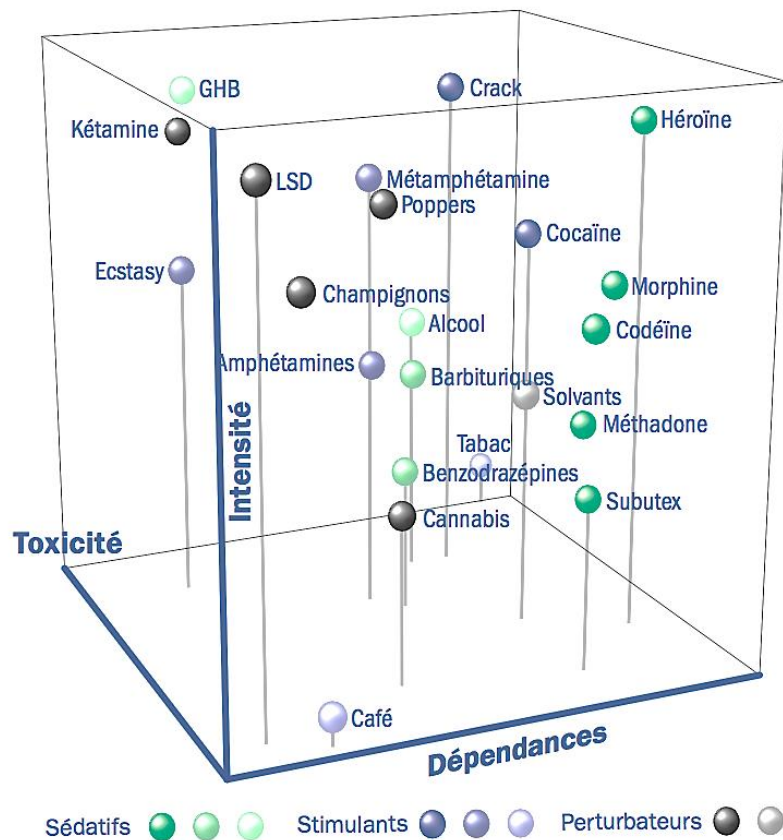 GHB
Crack
Kétamine
Héroïne
LSD
Métamphétamine
Poppers
Cocaïne
Ecstasy
Champignons
Morphine
Alcool
Codéïne
Amphétamines
Barbituriques
Solvants
Intensité
Méthadone
Tabac
Benzodrazépines
Subutex
Cannabis
Toxicité
Café
Dépendances
Sédatifs
Stimulants
Perturbateurs